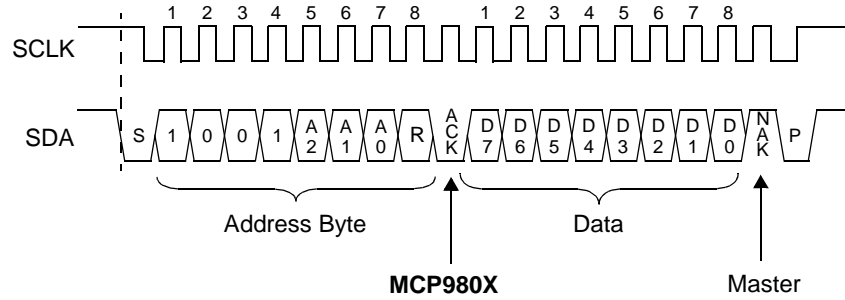 1 2 3 4 5 6 7 8 1 2 3 4 5 6 7 8
SCLK
SDA S 1 0 0 1 A2 A1 A0 R ACK D7 D6 D5 D4 D3 D2 D1 D0 NAK P
Address Byte Data
MCP980X Master